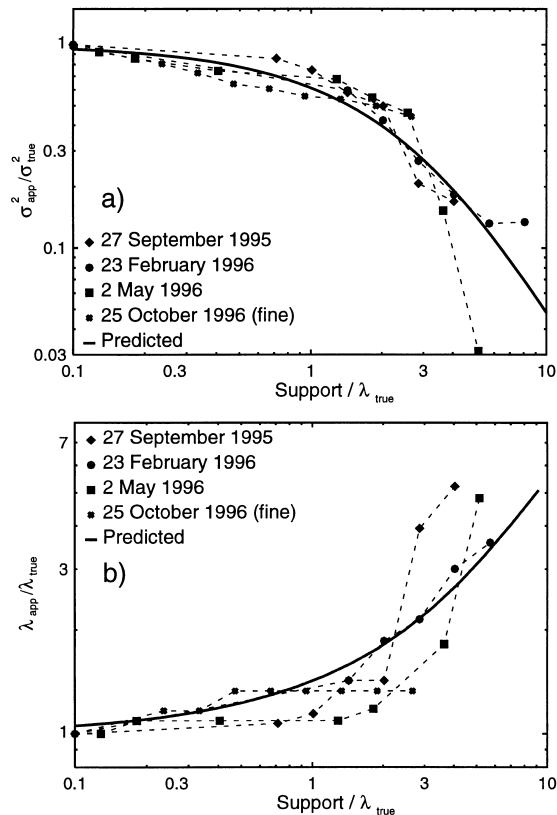 1
0.3
0.1
0.03
σ²app/σ²true
a)
27 September 1995
23 February 1996
2 May 1996
25 October 1996 (fine)
Predicted
0.1 0.3 1 3 10
Support / λ true
7
3
1
λapp/λtrue
27 September 1995
23 February 1996
2 May 1996
25 October 1996 (fine)
Predicted
b)
0.1 0.3 1 3 10
Support / λ true